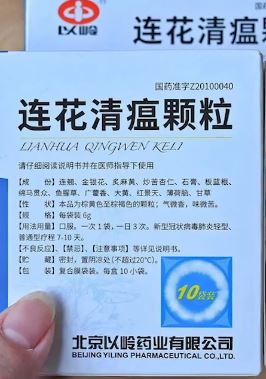 以岭
国药准字Z20100040
连花清瘟颗粒
LIANHUA QINGWEN KELI
请仔细阅读说明书并在医师指导下使用
【成　份】连翘、金银花、炙麻黄、炒苦杏仁、石膏、板蓝根、
绵马贯众、鱼腥草、广藿香、大黄、红景天、薄荷脑、甘草
【性　状】本品为棕黄色至棕褐色的颗粒；气微香，味微苦。
【规　格】每袋装6g
【用法用量】口服。一次1袋，一日3次。新型冠状病毒肺炎轻型、
普通型疗程 7-10天。
【不良反应】、【禁忌】、【注意事项】等详见说明书。
【贮　藏】密封，置阴凉处（不超过20℃）。
【包　装】复合膜袋装。每盒10小袋。
10袋装
北京以岭药业有限公司
BEIJING YILING PHARMACEUTICAL CO.,LTD.